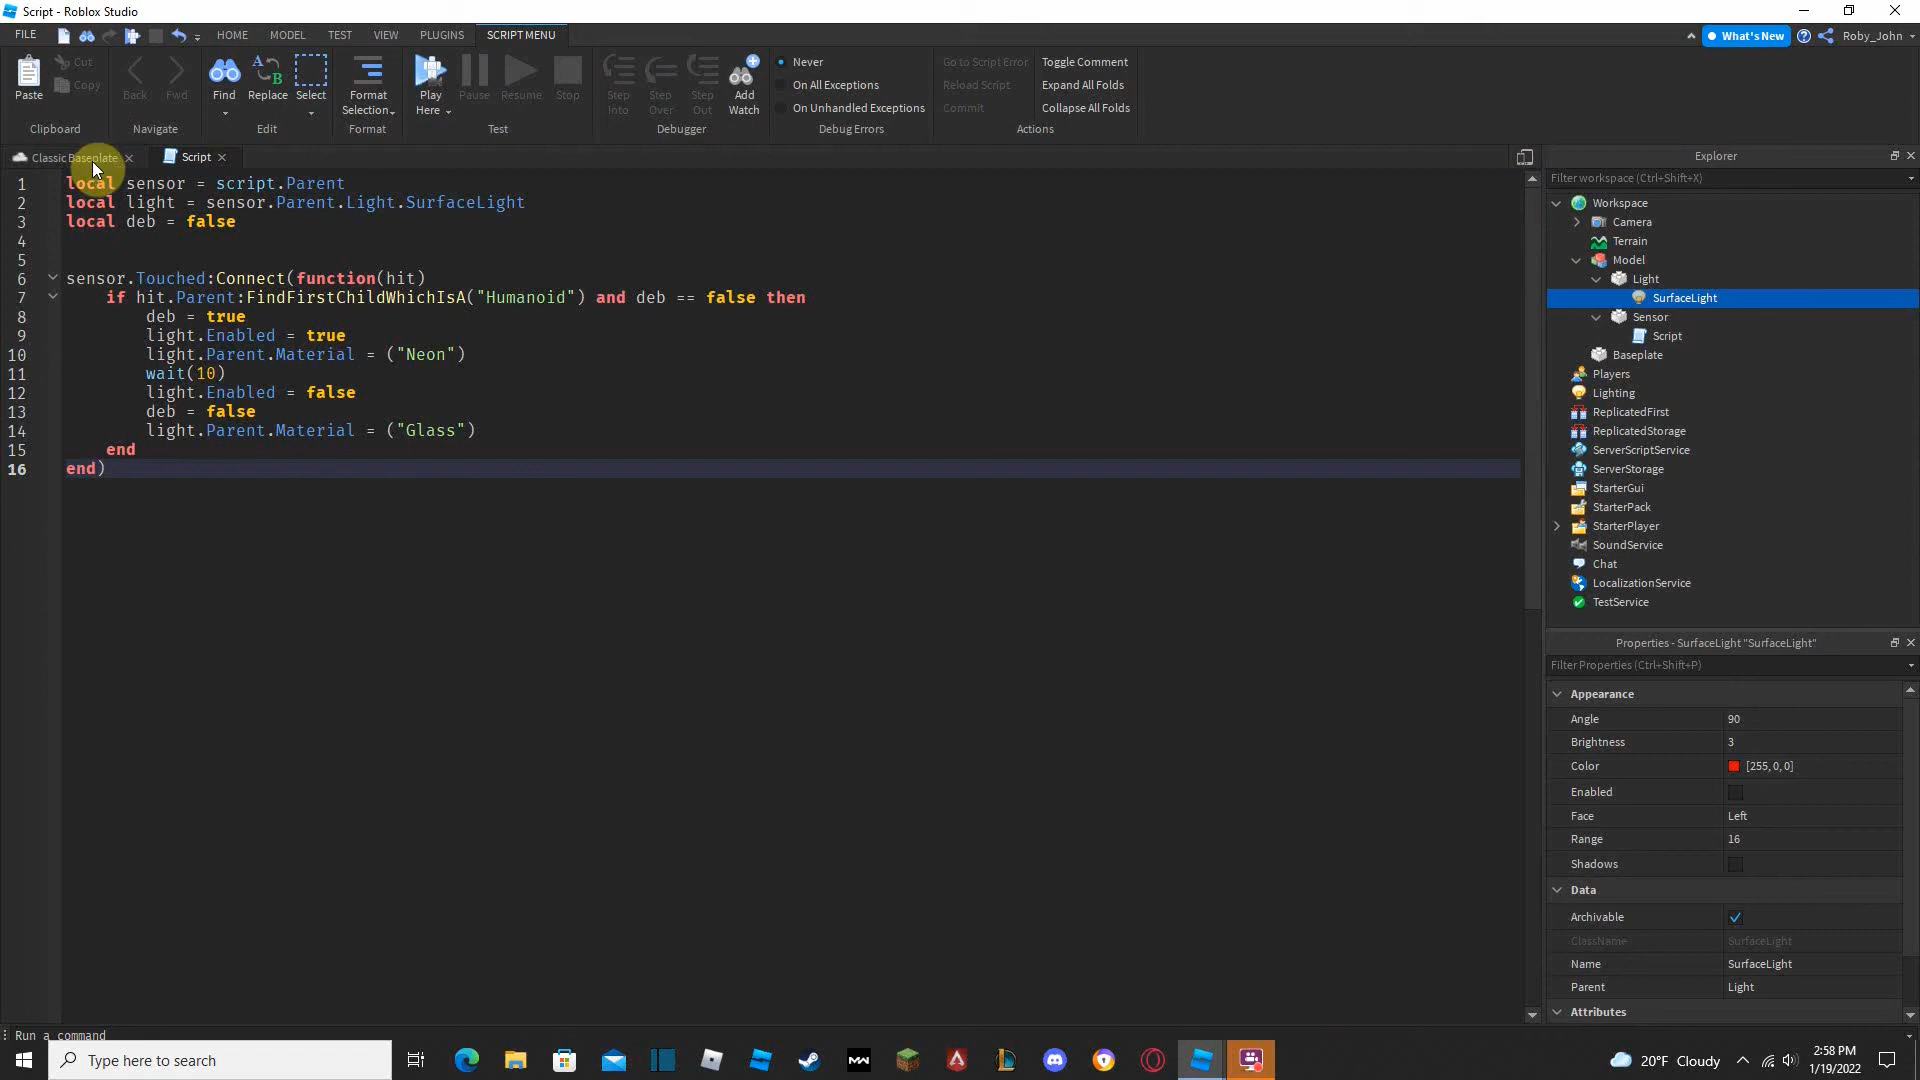 Script - Roblox Studio
FILE HOME MODEL TEST VIEW PLUGINS SCRIPT MENU What's New Roby_John
Paste Cut Copy Back Fwd Find Replace Select Format Selection Play Here Pause Resume Stop Step Into Step Over Step Out Add Watch
Never
On All Exceptions
On Unhandled Exceptions
Go to Script Error
Reload Script
Commit
Toggle Comment
Expand All Folds
Collapse All Folds
Clipboard Navigate Edit Format Test Debugger Debug Errors Actions
Classic Baseplate Script
1 local sensor = script.Parent
2 local light = sensor.Parent.Light.SurfaceLight
3 local deb = false
4
5
6 sensor.Touched:Connect(function(hit)
7 if hit.Parent:FindFirstChildWhichIsA("Humanoid") and deb == false then
8 deb = true
9 light.Enabled = true
10 light.Parent.Material = ("Neon")
11 wait(10)
12 light.Enabled = false
13 deb = false
14 light.Parent.Material = ("Glass")
15 end
16 end)
Explorer
Filter workspace (Ctrl+Shift+X)
Workspace
Camera
Terrain
Model
Light
SurfaceLight
Sensor
Script
Baseplate
Players
Lighting
ReplicatedFirst
ReplicatedStorage
ServerScriptService
ServerStorage
StarterGui
StarterPack
StarterPlayer
SoundService
Chat
LocalizationService
TestService
Properties - SurfaceLight "SurfaceLight"
Filter Properties (Ctrl+Shift+P)
Appearance
Angle 90
Brightness 3
Color [255, 0, 0]
Enabled
Face Left
Range 16
Shadows
Data
Archivable
ClassName SurfaceLight
Name SurfaceLight
Parent Light
Attributes
Run a command
Type here to search
MW
20°F Cloudy
2:58 PM
1/19/2022